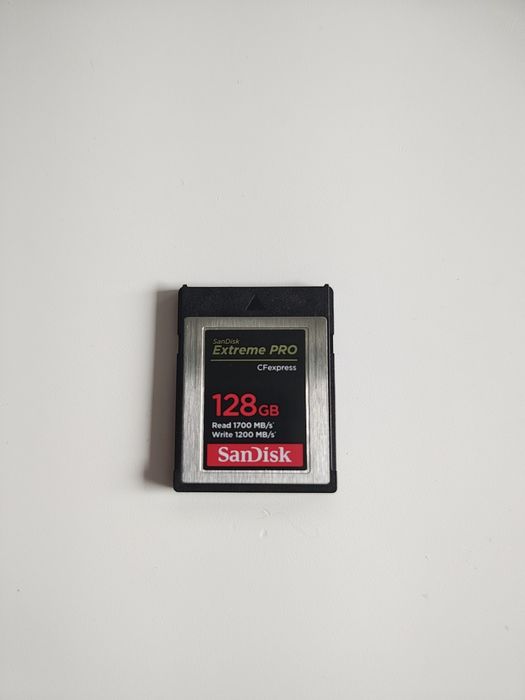 SanDisk
Extreme PRO
CFexpress
128GB
Read 1700 MB/s*
Write 1200 MB/s*
SanDisk